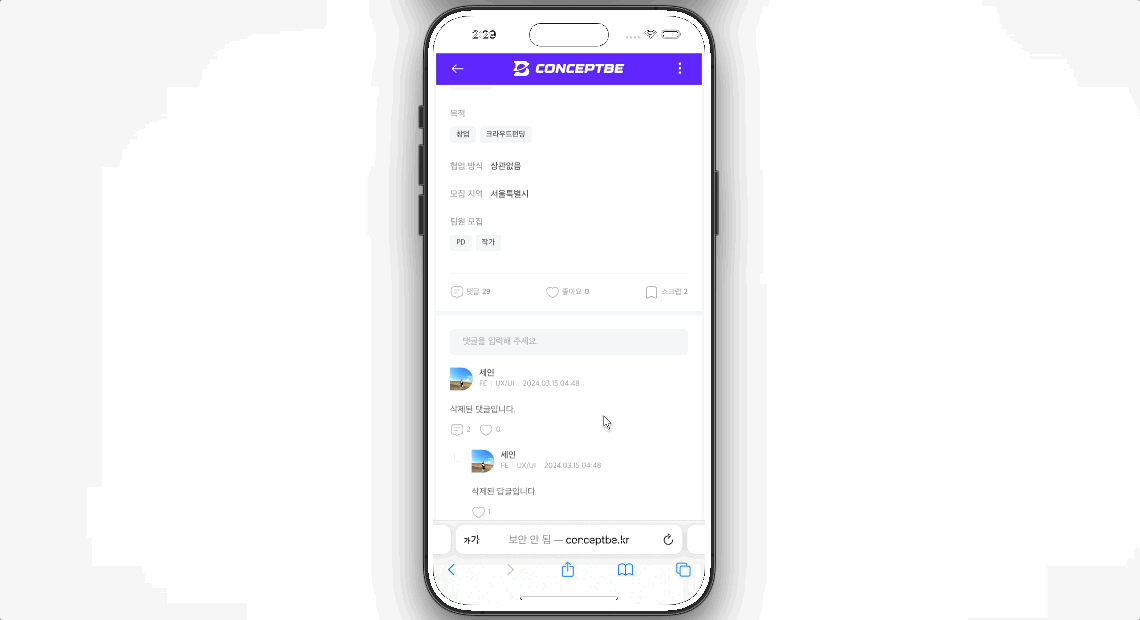 2:29
CONCEPTBE
목적
창업 크라우드펀딩
협업 방식 상관없음
모집 지역 서울특별시
팀원 모집
PD 작가
댓글 29 좋아요 0 스크랩 2
댓글을 입력해 주세요.
세인
FE | UX/UI | 2024.03.15 04:48
삭제된 댓글입니다.
2 0
세인
FE | UX/UI 2024.03.15 04:48
삭제된 답글입니다.
1
가가 보안 안 됨 — conceptbe.kr